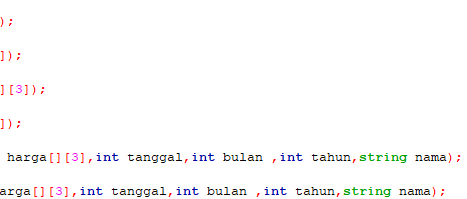 );
]);
][3]);
]);
harga[][3],int tanggal,int bulan ,int tahun,string nama);
arga[][3],int tanggal,int bulan ,int tahun,string nama);